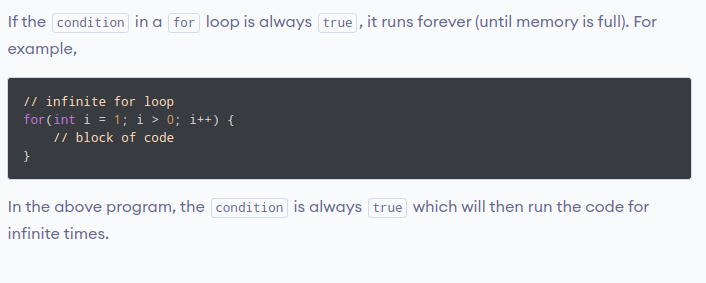 If the condition in a for loop is always true, it runs forever (until memory is full). For
example,
// infinite for loop
for(int i = 1; i > 0; i++) {
    // block of code
}
In the above program, the condition is always true which will then run the code for
infinite times.